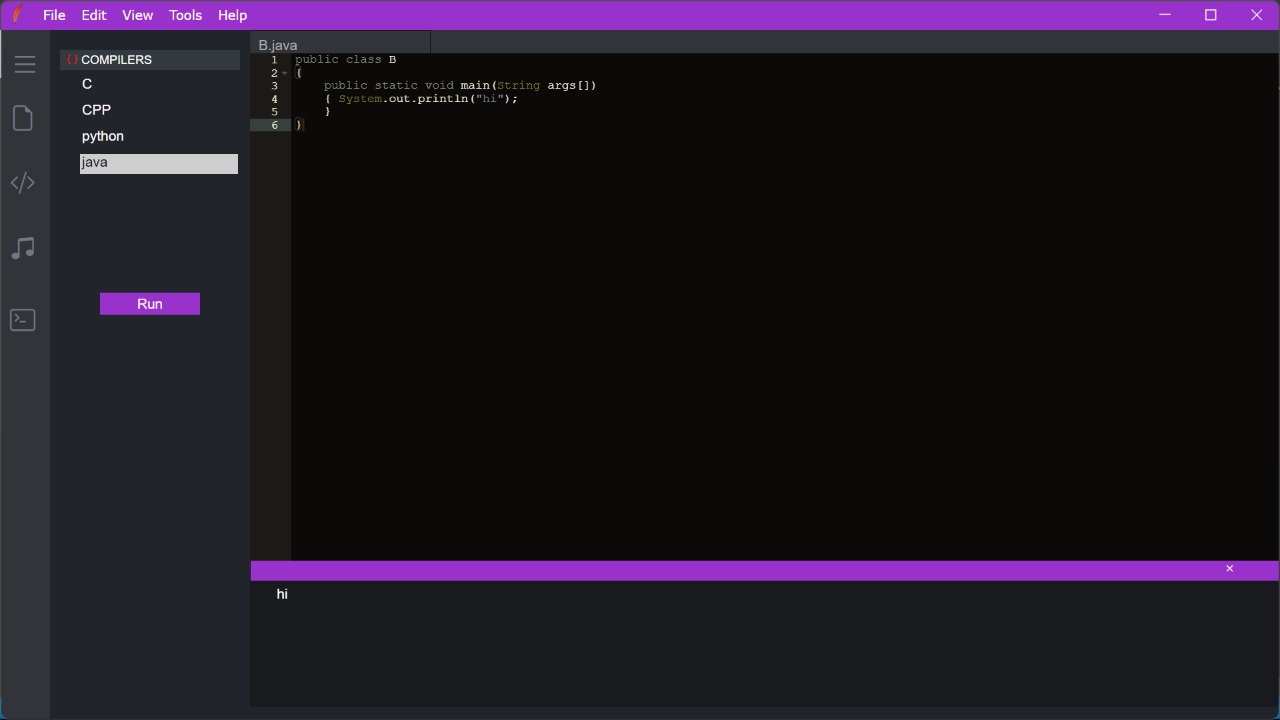 File Edit View Tools Help
{} COMPILERS
C
CPP
python
java
Run
B.java
1 public class B
2 {
3 public static void main(String args[])
4 { System.out.println("hi");
5 }
6 }
hi